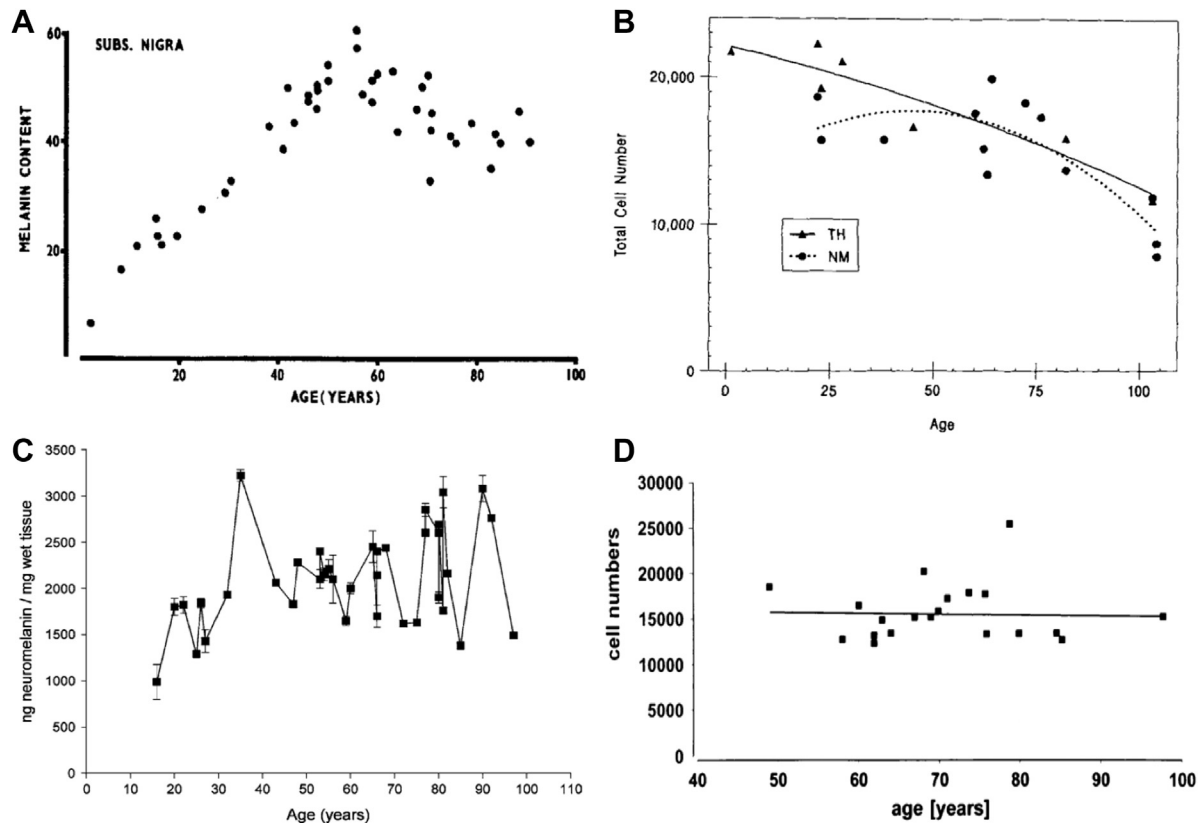 A
SUBS. NIGRA
60
40
20
MELANIN CONTENT
20 40 60 80 100
AGE(YEARS)
B
20,000
10,000
0
Total Cell Number
TH
NM
0 25 50 75 100
Age
C
3500
3000
2500
2000
1500
1000
500
0
ng neuromelanin / mg wet tissue
0 10 20 30 40 50 60 70 80 90 100 110
Age (years)
D
30000
25000
20000
15000
10000
5000
0
cell numbers
40 50 60 70 80 90 100
age [years]